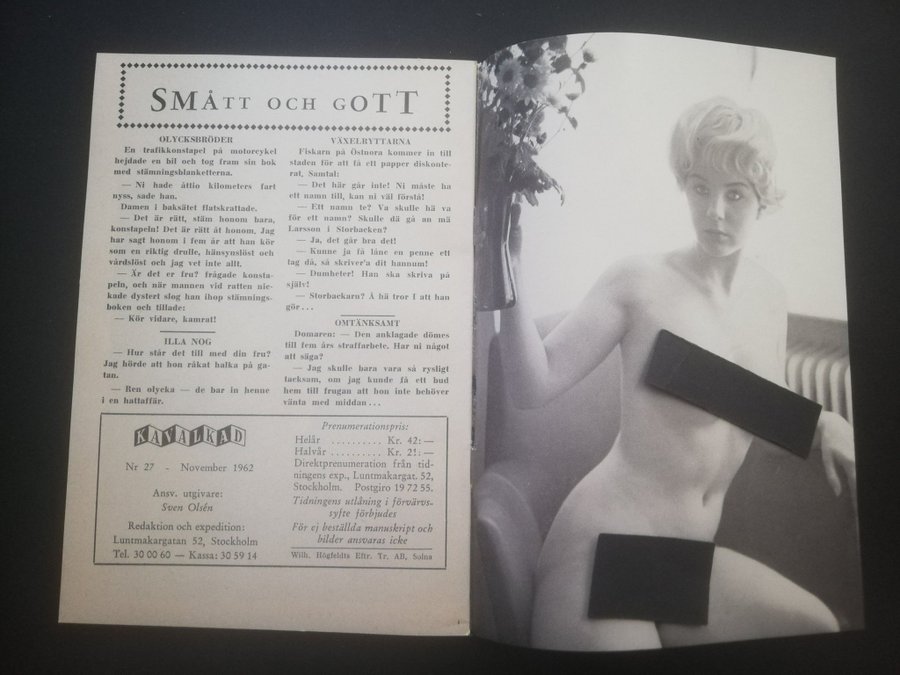 SMÅTT OCH GOTT
OLYCKSBRÖDER
En trafikkonstapel på motorcykel
hejdade en bil och tog fram sin bok
med stämningsblanketterna.
— Ni hade åttio kilometers fart
nyss, sade han.
Damen i baksätet flatskrattade.
— Det är rätt, stäm honom bara,
konstapeln! Det är rätt åt honom. Jag
har sagt honom i fem år att han kör
som en riktig drulle, hänsynslöst och
vårdslöst och jag vet inte allt.
— Är det er fru? frågade konsta-
peln, och när mannen vid ratten nic-
kade dystert slog han ihop stämnings-
boken och tillade:
— Kör vidare, kamrat!
ILLA NOG
— Hur står det till med din fru?
Jag hörde att hon råkat halka på ga-
tan.
— Ren olycka — de bar in henne
i en hattaffär.
VÄXELRYTTARNA
Fiskarn på Östnora kommer in till
staden för att få ett papper diskonte-
rat. Samtal:
— Det här går inte! Ni måste ha
ett namn till, kan ni väl förstå!
— Ett namn te? Va skulle hä va
för ett namn? Skulle dä gå an mä
Larsson i Storbacken?
— Ja, det går bra det!
— Kunne ja få låne en penne ett
tag då, så skriver'a dit hannum!
— Dumheter! Han ska skriva på
själv!
— Storbackaru? Å hä tror f att han
gör...
OMTÄNKSAMT
Domaren: — Den anklagade dömes
till fem års straffarbete. Har ni något
att säga?
— Jag skulle bara vara så rysligt
tacksam, om jag kunde få ett bud
hem till frugan att hon inte behöver
vänta med middan...
KAVALKAD
Nr 27 - November 1962
Ansv. utgivare:
Sven Olsén
Redaktion och expedition:
Luntmakargatan 52, Stockholm
Tel. 30 00 60 — Kassa: 30 59 14
Prenumerationspris:
Helår .......... Kr. 42:—
Halvår .......... Kr. 21:—
Direktprenumeration från tid-
ningens exp., Luntmakargat. 52,
Stockholm. Postgiro 19 72 55.
Tidningens utlåning i förvärvs-
syfte förbjudes
För ej beställda manuskript och
bilder ansvaras icke
Wilh. Högfeldts Eftr. Tr. AB, Solna